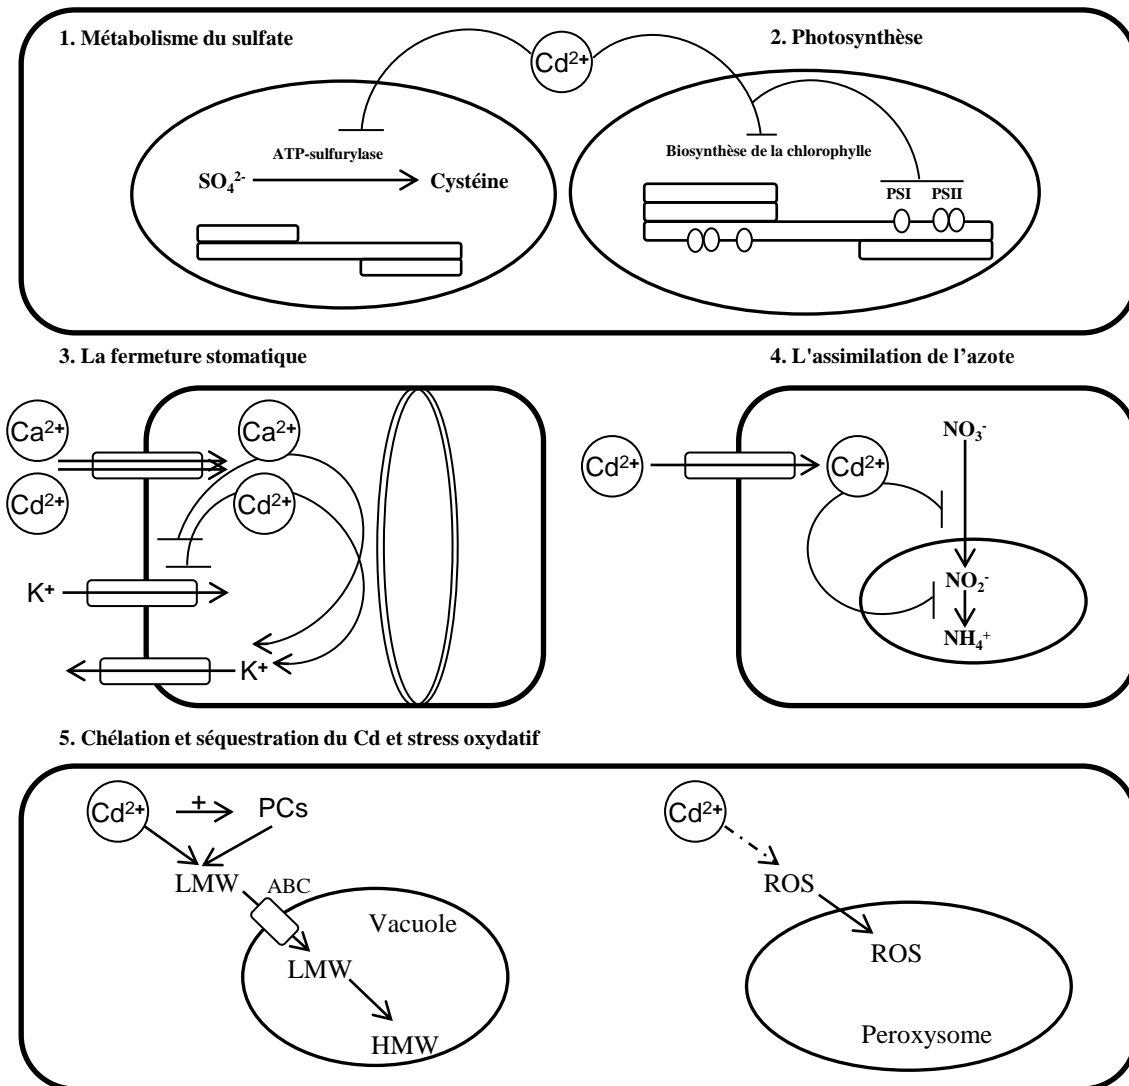 1. Métabolisme du sulfate
2. Photosynthèse
Cd²⁺
ATP-sulfurylase
SO₄²⁻
Cystéine
Biosynthèse de la chlorophylle
PSI
PSII
3. La fermeture stomatique
4. L'assimilation de l’azote
Ca²⁺
Ca²⁺
Cd²⁺
Cd²⁺
K⁺
K⁺
Cd²⁺
Cd²⁺
NO₃⁻
NO₂⁻
NH₄⁺
5. Chélation et séquestration du Cd et stress oxydatif
Cd²⁺
+
PCs
LMW
ABC
Vacuole
LMW
HMW
Cd²⁺
ROS
ROS
Peroxysome